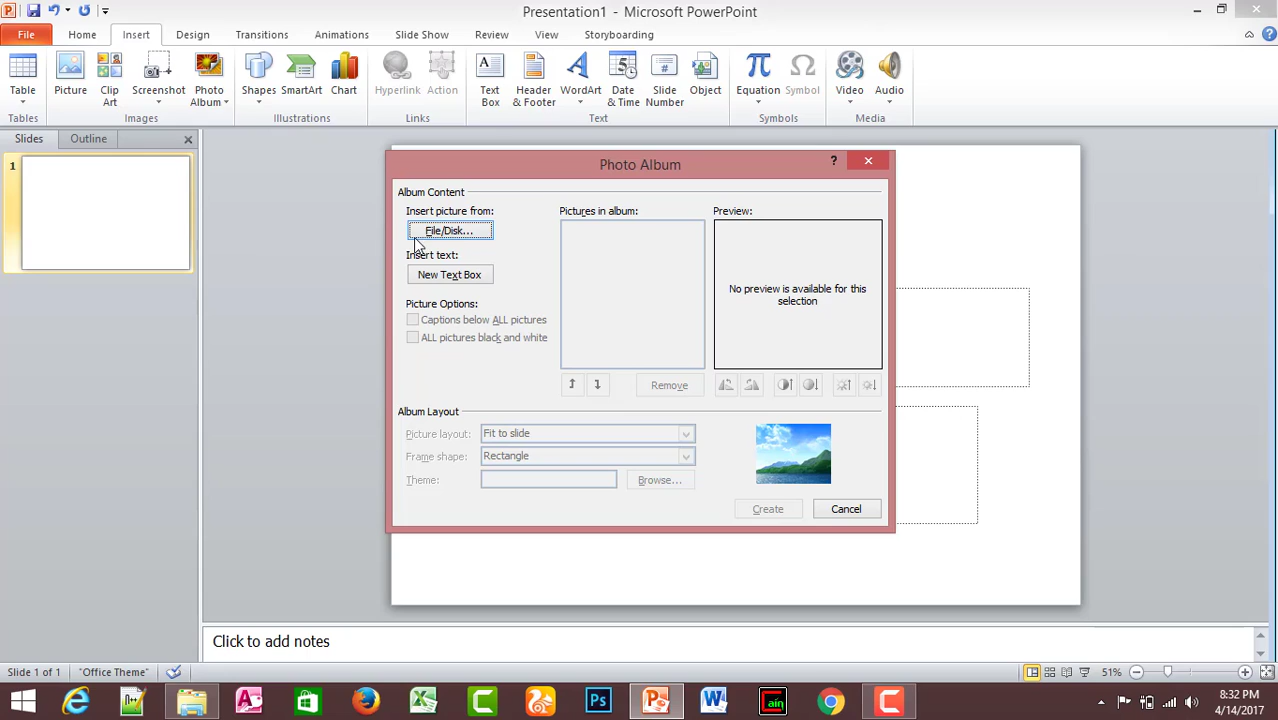 Presentation1 - Microsoft PowerPoint
File Home Insert Design Transitions Animations Slide Show Review View Storyboarding
Table Picture Clip Art Screenshot Photo Album Shapes SmartArt Chart Hyperlink Action Text Box Header & Footer WordArt Date & Time Slide Number Object Equation Symbol Video Audio
Tables Images Illustrations Links Text Symbols Media
Slides Outline
1
Photo Album
?
Album Content
Insert picture from: Pictures in album: Preview:
File/Disk...
Insert text:
New Text Box
No preview is available for this
selection
Picture Options:
Captions below ALL pictures
ALL pictures black and white
Remove
Album Layout
Picture layout: Fit to slide
Frame shape: Rectangle
Theme: Browse...
Create Cancel
Click to add notes
Slide 1 of 1 "Office Theme" 51%
Ps
Cain
8:32 PM
4/14/2017